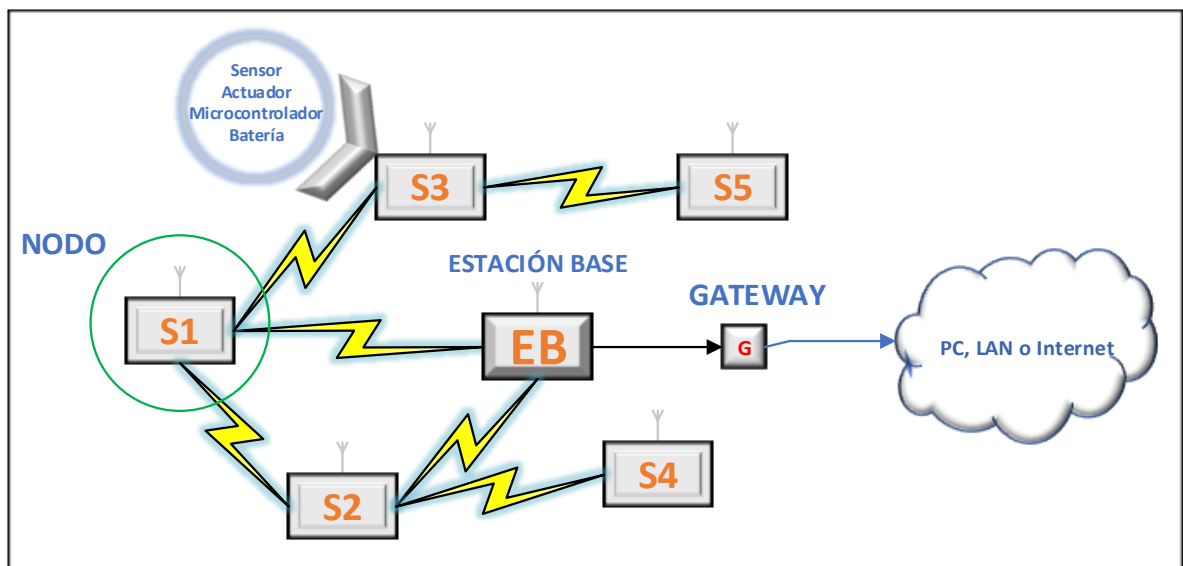 Sensor
Actuador
Microcontrolador
Batería
S3
S5
NODO
ESTACIÓN BASE
GATEWAY
S1
EB
G
PC, LAN o Internet
S2
S4